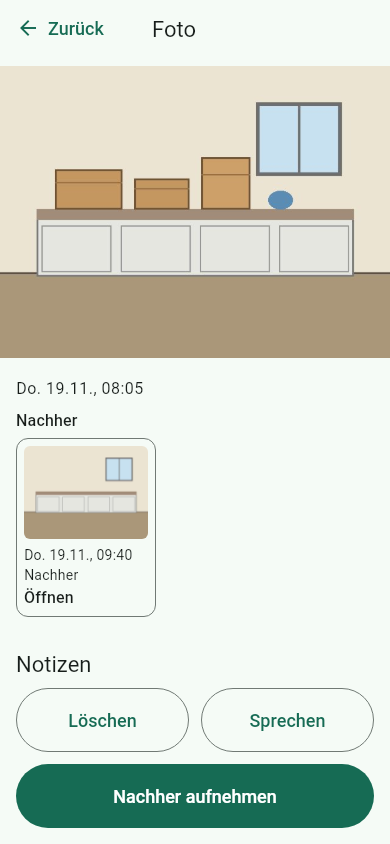 Zurück
Foto
Do. 19.11., 08:05
Nachher
Do. 19.11., 09:40
Nachher
Öffnen
Notizen
Löschen
Sprechen
Nachher aufnehmen